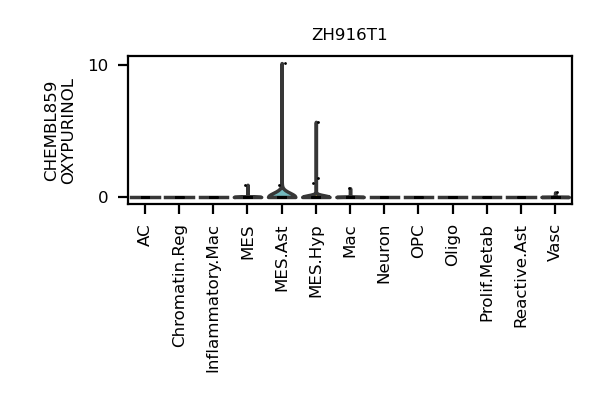 ZH916T1
CHEMBL859
OXYPURINOL
10
0
AC
Chromatin.Reg
Inflammatory.Mac
MES
MES.Ast
MES.Hyp
Mac
Neuron
OPC
Oligo
Prolif.Metab
Reactive.Ast
Vasc